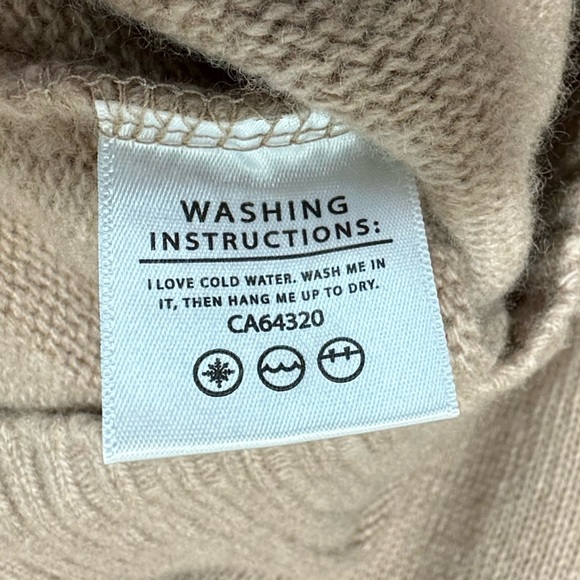 WASHING
INSTRUCTIONS:
I LOVE COLD WATER. WASH ME IN
IT, THEN HANG ME UP TO DRY.
CA64320